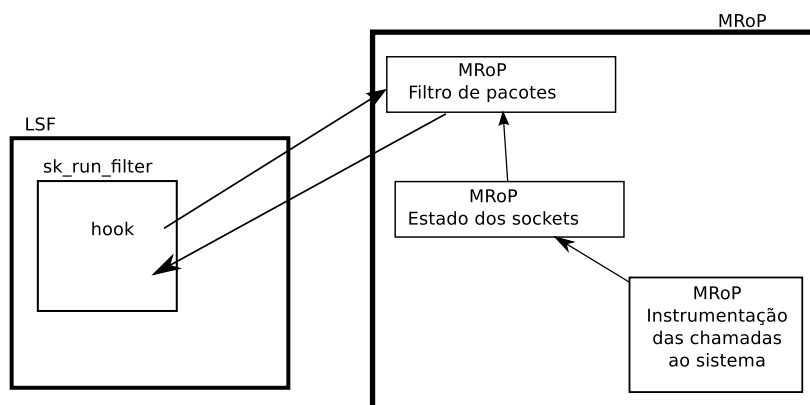 MRoP
MRoP
Filtro de pacotes
LSF
sk_run_filter
hook
MRoP
Estado dos sockets
MRoP
Instrumentação
das chamadas
ao sistema